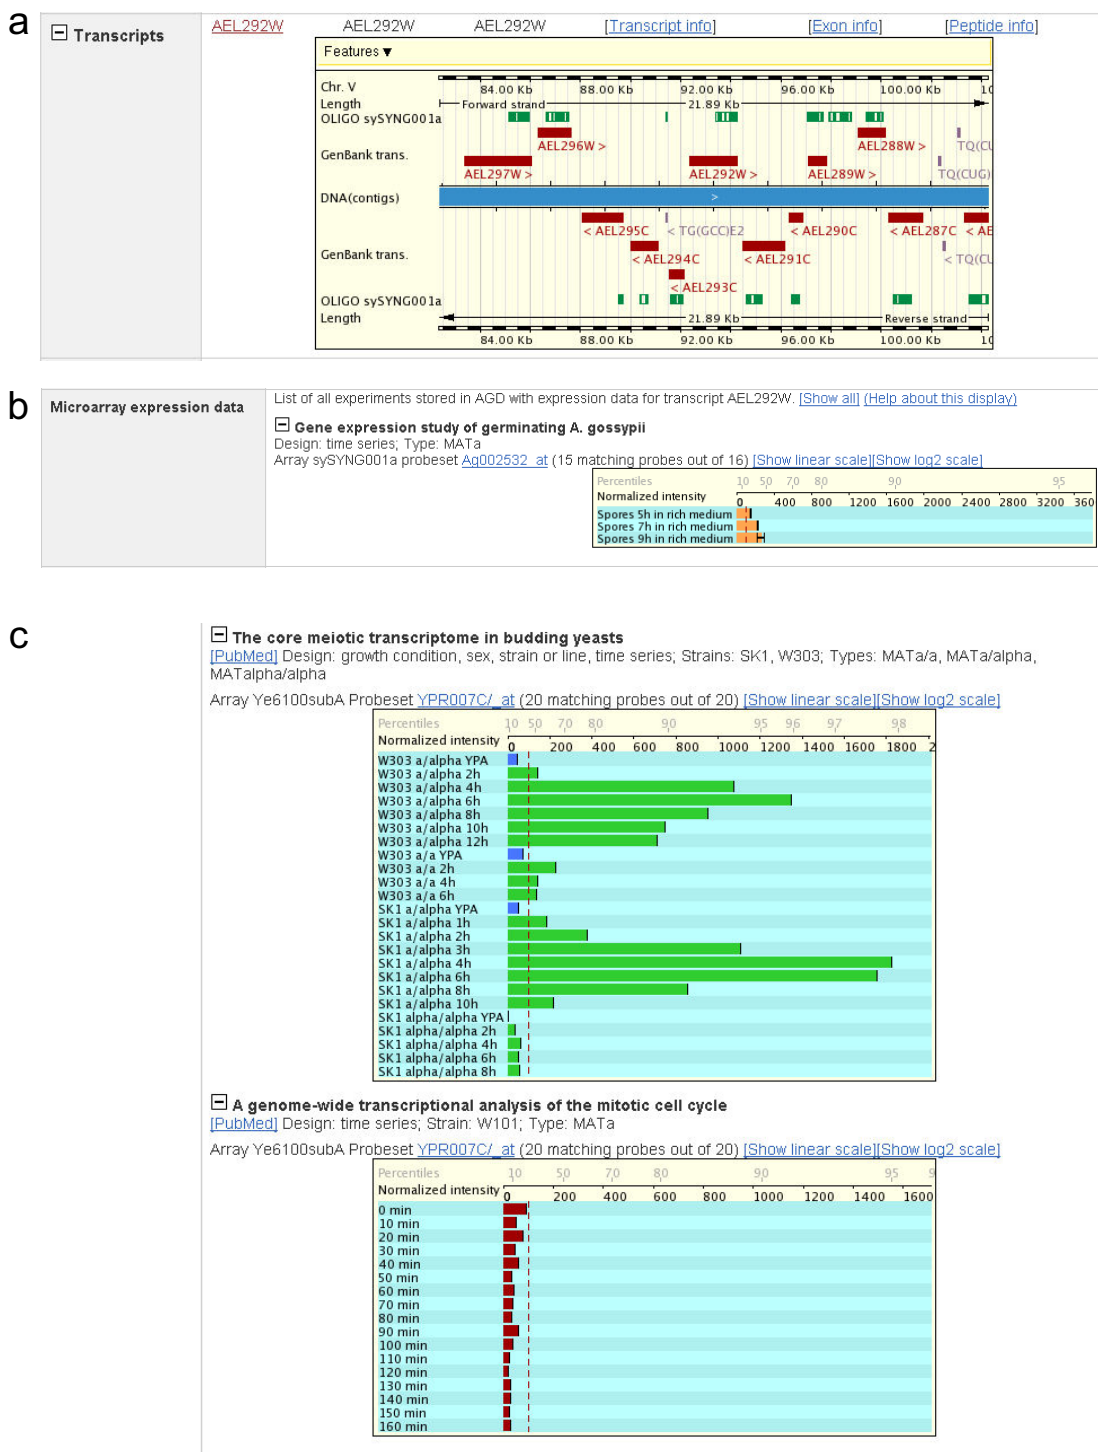 a
Transcripts AEL292W AEL292W AEL292W [Transcript info] [Exon info] [Peptide info]
Features ▼
Chr. V
84.00 Kb 88.00 Kb 92.00 Kb 96.00 Kb 100.00 Kb 10
Length Forward strand 21.89 Kb
OLIGO sySYNG001a
AEL296W > AEL288W > TQ(CU
GenBank trans.
AEL297W > AEL292W > AEL289W > TQ(CUG)
DNA(contigs) >
< AEL295C < TG(GCC)E2 < AEL290C < AEL287C < AE
GenBank trans.
< AEL294C < AEL291C < TQ(CU
< AEL293C
OLIGO sySYNG001a
Length 21.89 Kb Reverse strand
84.00 Kb 88.00 Kb 92.00 Kb 96.00 Kb 100.00 Kb 10
b
Microarray expression data List of all experiments stored in AGD with expression data for transcript AEL292W. [Show all] (Help about this display)
Gene expression study of germinating A. gossypii
Design: time series; Type: MATa
Array sySYNG001a probeset Ag002532_at (15 matching probes out of 16) [Show linear scale][Show log2 scale]
Percentiles 10 50 70 80 90 95
Normalized intensity
0 400 800 1200 1600 2000 2400 2800 3200 360
Spores 5h in rich medium
Spores 7h in rich medium
Spores 9h in rich medium
c
The core meiotic transcriptome in budding yeasts
[PubMed] Design: growth condition, sex, strain or line, time series; Strains: SK1, W303; Types: MATa/a, MATa/alpha,
MATalpha/alpha
Array Ye6100subA Probeset YPR007C/_at (20 matching probes out of 20) [Show linear scale][Show log2 scale]
Percentiles 10 50 70 80 90 95 96 97 98
Normalized intensity
0 200 400 600 800 1000 1200 1400 1600 1800 2
W303 a/alpha YPA
W303 a/alpha 2h
W303 a/alpha 4h
W303 a/alpha 6h
W303 a/alpha 8h
W303 a/alpha 10h
W303 a/alpha 12h
W303 a/a YPA
W303 a/a 2h
W303 a/a 4h
W303 a/a 6h
SK1 a/alpha YPA
SK1 a/alpha 1h
SK1 a/alpha 2h
SK1 a/alpha 3h
SK1 a/alpha 4h
SK1 a/alpha 6h
SK1 a/alpha 8h
SK1 a/alpha 10h
SK1 alpha/alpha YPA
SK1 alpha/alpha 2h
SK1 alpha/alpha 4h
SK1 alpha/alpha 6h
SK1 alpha/alpha 8h
A genome-wide transcriptional analysis of the mitotic cell cycle
[PubMed] Design: time series; Strain: W101; Type: MATa
Array Ye6100subA Probeset YPR007C/_at (20 matching probes out of 20) [Show linear scale][Show log2 scale]
Percentiles 10 50 70 80 90 95 9
Normalized intensity
0 200 400 600 800 1000 1200 1400 1600
0 min
10 min
20 min
30 min
40 min
50 min
60 min
70 min
80 min
90 min
100 min
110 min
120 min
130 min
140 min
150 min
160 min